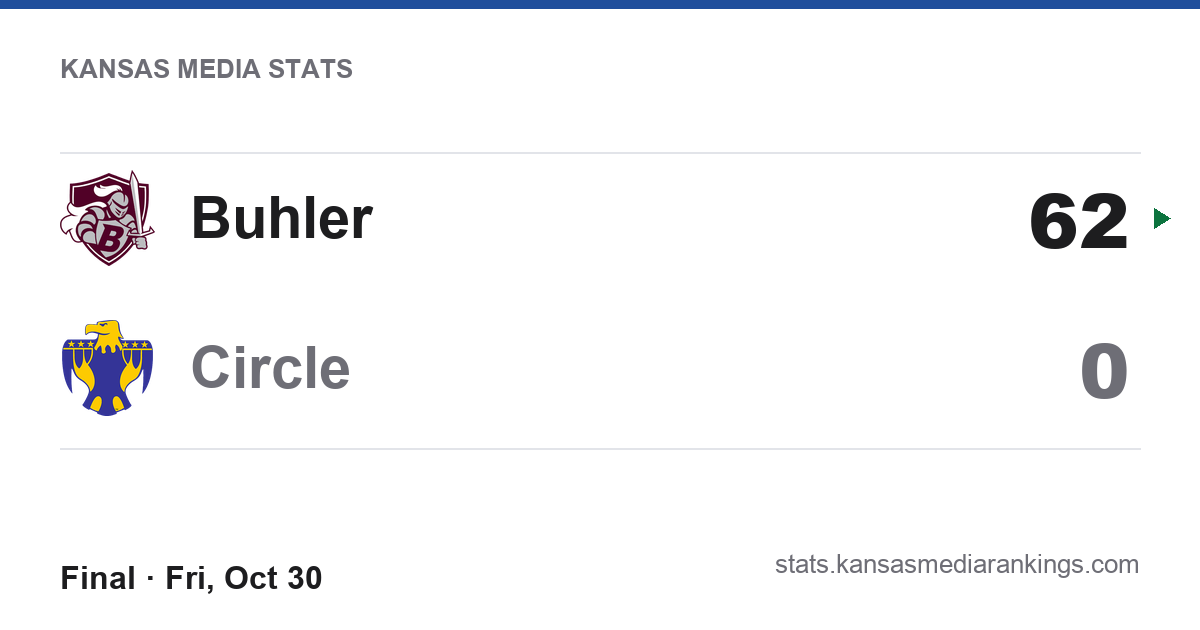 KANSAS MEDIA STATS
B
Buhler 62
Circle 0
Final · Fri, Oct 30
stats.kansasmediarankings.com